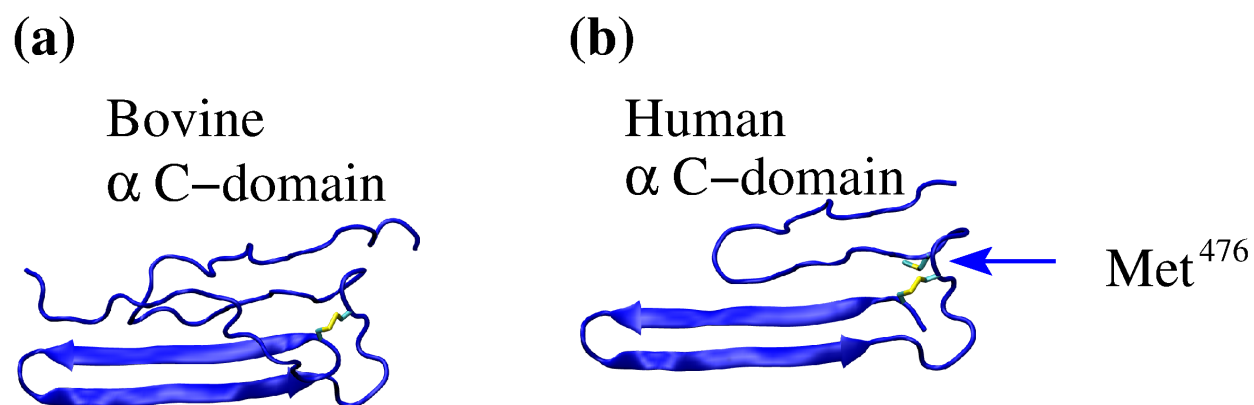 (a)
Bovine
α C−domain
(b)
Human
α C−domain
Met⁴⁷⁶